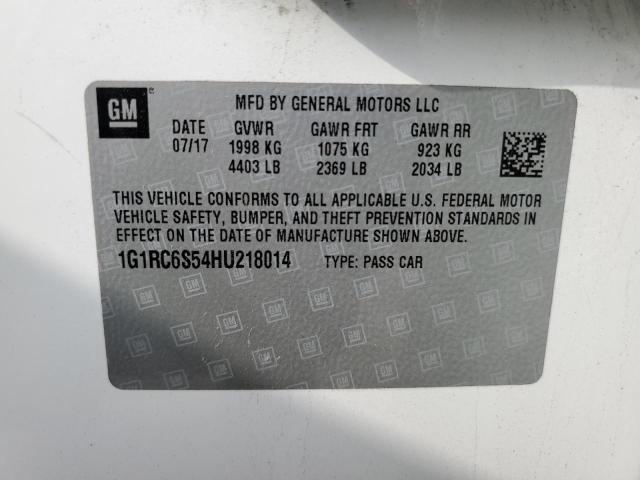 GM
MFD BY GENERAL MOTORS LLC
DATE GVWR GAWR FRT GAWR RR
07/17 1998 KG 1075 KG 923 KG
4403 LB 2369 LB 2034 LB
THIS VEHICLE CONFORMS TO ALL APPLICABLE U.S. FEDERAL MOTOR
VEHICLE SAFETY, BUMPER, AND THEFT PREVENTION STANDARDS IN
EFFECT ON THE DATE OF MANUFACTURE SHOWN ABOVE.
1G1RC6S54HU218014 TYPE: PASS CAR